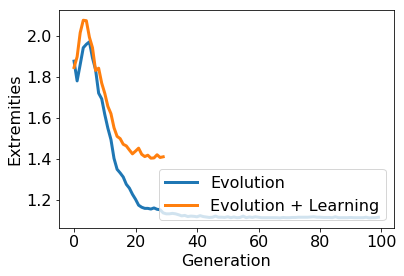 2.0
1.8
1.6
1.4
1.2
Extremities
Evolution
Evolution + Learning
0 20 40 60 80 100
Generation